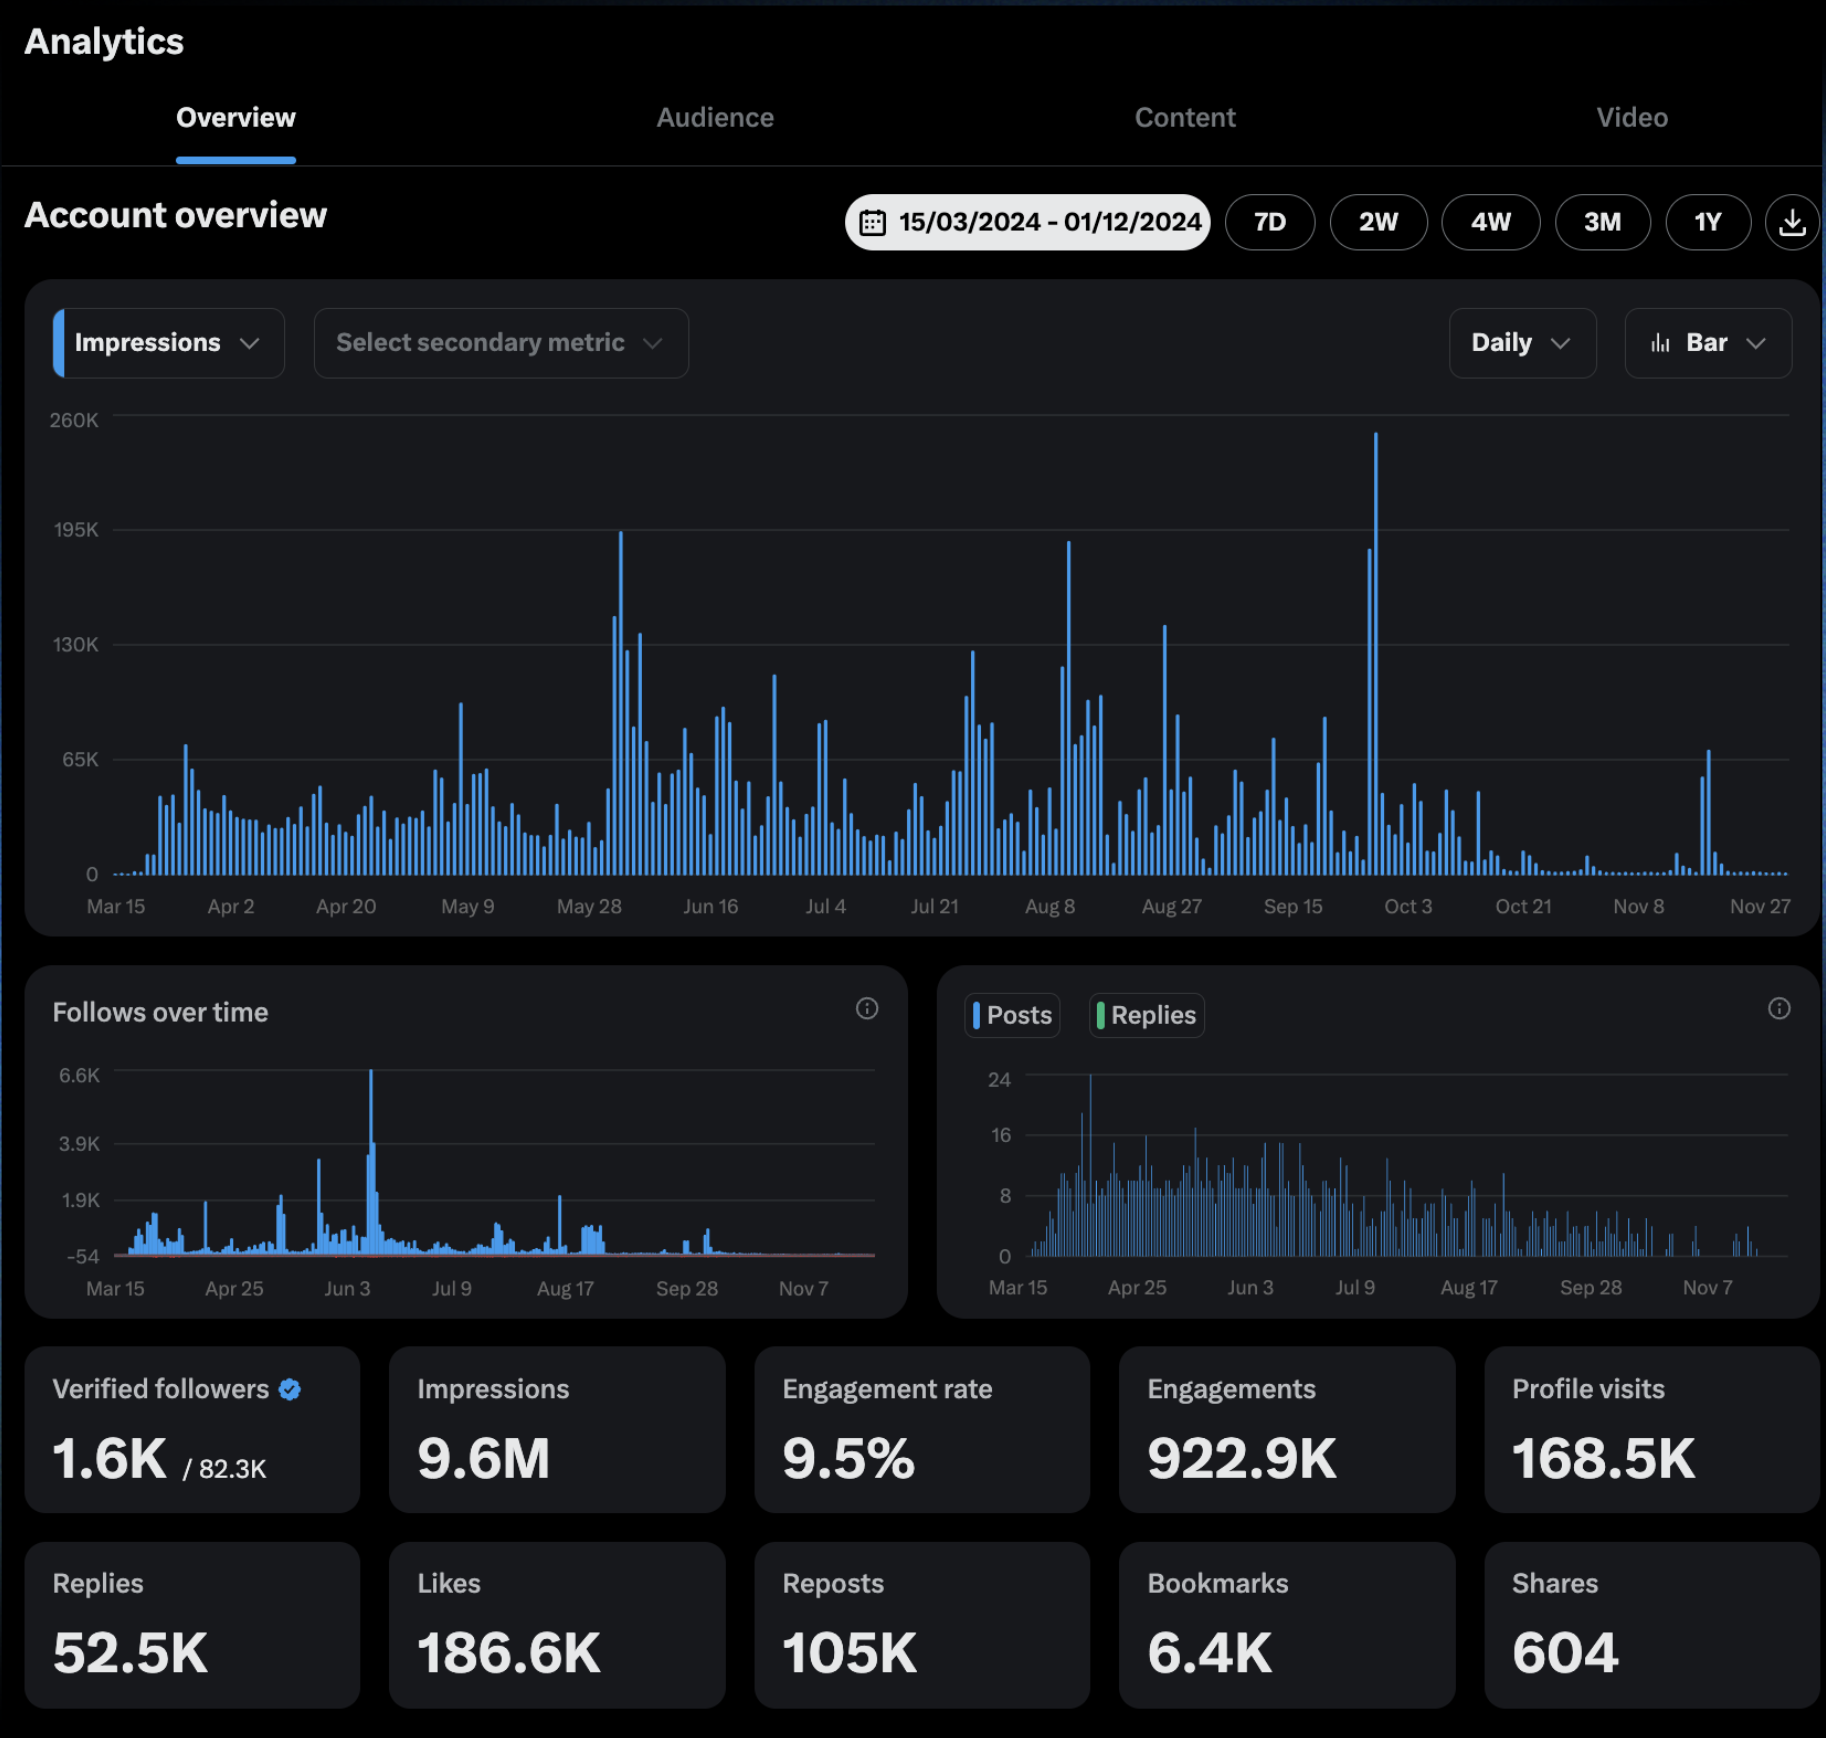 Analytics
Overview Audience Content Video
Account overview
15/03/2024 - 01/12/2024 7D 2W 4W 3M 1Y
Impressions Select secondary metric Daily Bar
260K
195K
130K
65K
0
Mar 15 Apr 2 Apr 20 May 9 May 28 Jun 16 Jul 4 Jul 21 Aug 8 Aug 27 Sep 15 Oct 3 Oct 21 Nov 8 Nov 27
Follows over time
6.6K
3.9K
1.9K
-54
Mar 15 Apr 25 Jun 3 Jul 9 Aug 17 Sep 28 Nov 7
Posts Replies
24
16
8
0
Mar 15 Apr 25 Jun 3 Jul 9 Aug 17 Sep 28 Nov 7
Verified followers
1.6K / 82.3K
Impressions
9.6M
Engagement rate
9.5%
Engagements
922.9K
Profile visits
168.5K
Replies
52.5K
Likes
186.6K
Reposts
105K
Bookmarks
6.4K
Shares
604